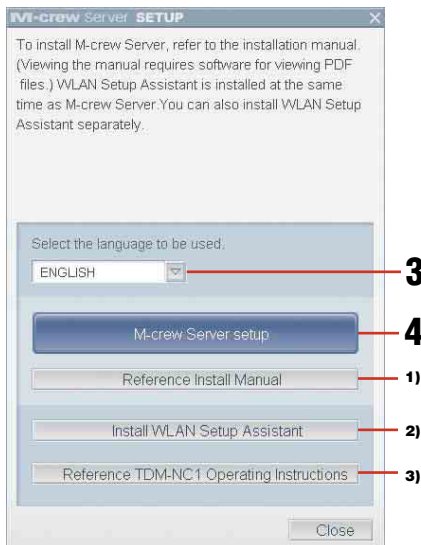 M-crew Server SETUP X
To install M-crew Server, refer to the installation manual.
(Viewing the manual requires software for viewing PDF
files.) WLAN Setup Assistant is installed at the same
time as M-crew Server.You can also install WLAN Setup
Assistant separately.
Select the language to be used.
ENGLISH
3
M-crew Server setup
4
Reference Install Manual
1)
Install WLAN Setup Assistant
2)
Reference TDM-NC1 Operating Instructions
3)
Close